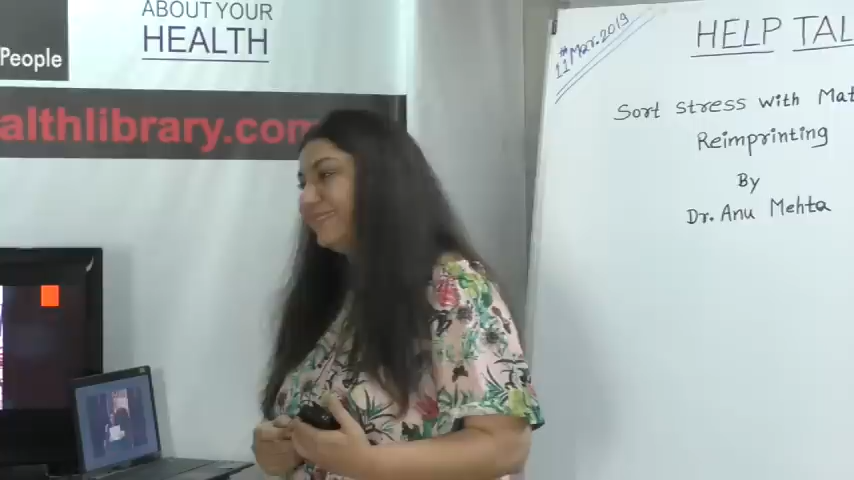 ABOUT YOUR
HEALTH
People
althlibrary.com
# 11 Mar. 2019
HELP TAL
Sort Stress with Mat
Reimprinting
By
Dr. Anu Mehta